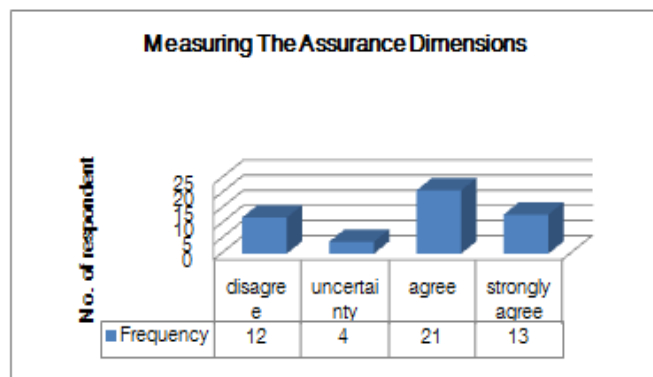 Measuring The Assurance Dimensions
No. of respondent
25
20
15
10
5
0
disagre uncertai agree strongly
e nty agree
Frequency 12 4 21 13